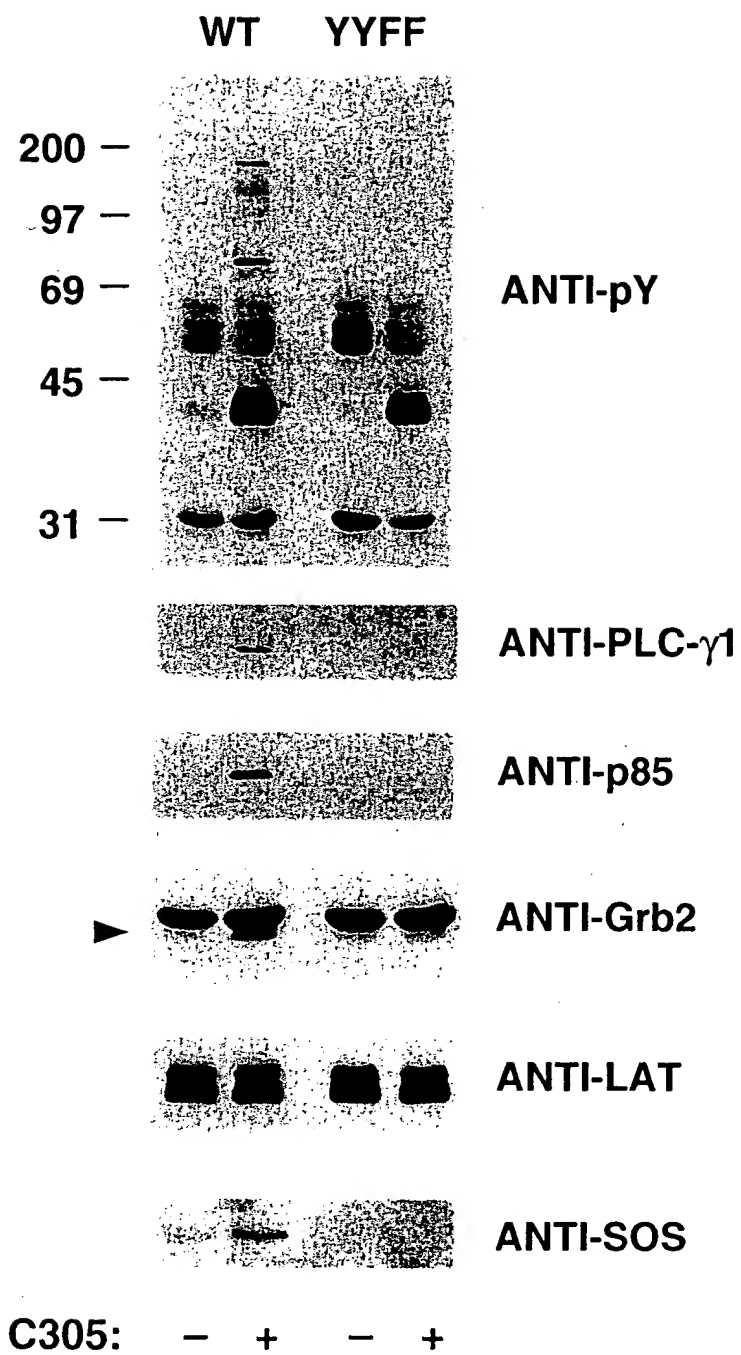 WT YYFF
200 –
97 –
69 –
45 –
31 –
ANTI-pY
ANTI-PLC-γ1
ANTI-p85
ANTI-Grb2
ANTI-LAT
ANTI-SOS
C305: – + – +